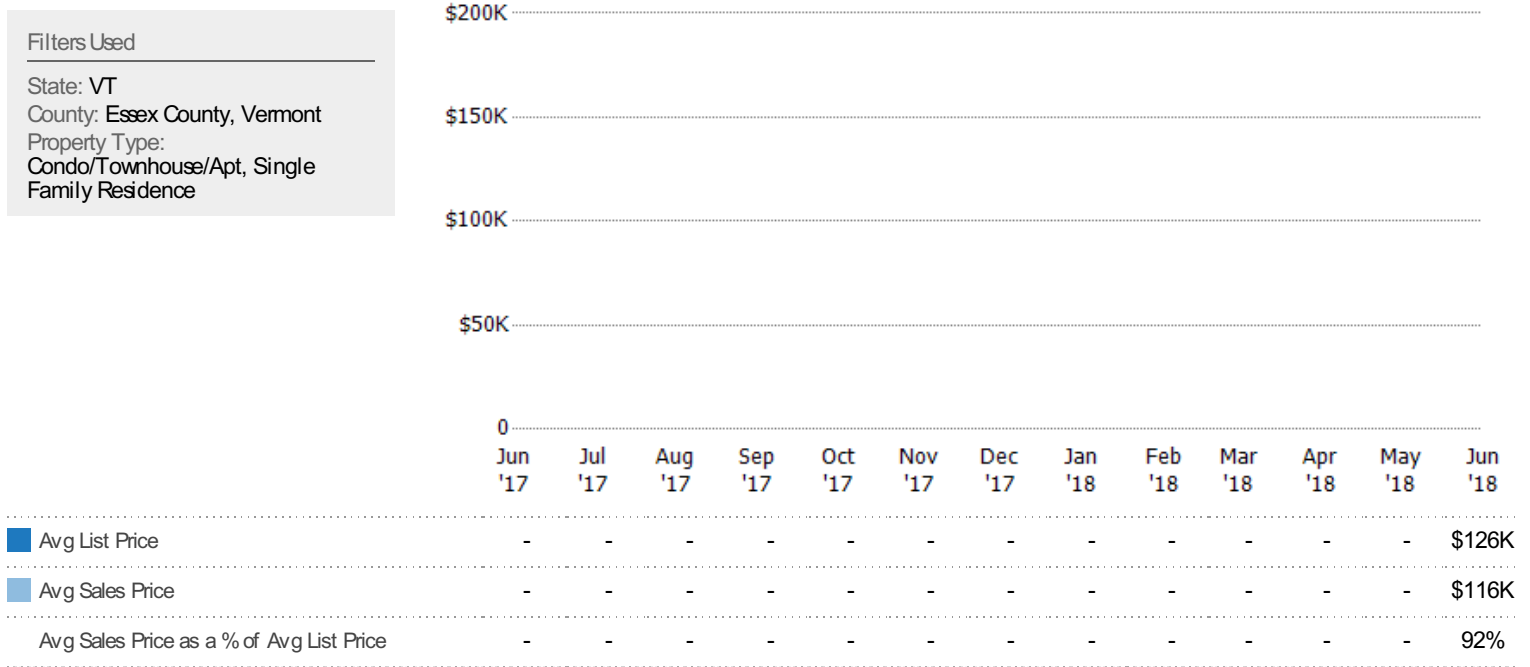 Filters Used
State: VT
County: Essex County, Vermont
Property Type:
Condo/Townhouse/Apt, Single
Family Residence
$200K
$150K
$100K
$50K
0
Jun Jul Aug Sep Oct Nov Dec Jan Feb Mar Apr May Jun
'17 '17 '17 '17 '17 '17 '17 '18 '18 '18 '18 '18 '18
Avg List Price - - - - - - - - - - - - $126K
Avg Sales Price - - - - - - - - - - - - $116K
Avg Sales Price as a % of Avg List Price - - - - - - - - - - - - 92%